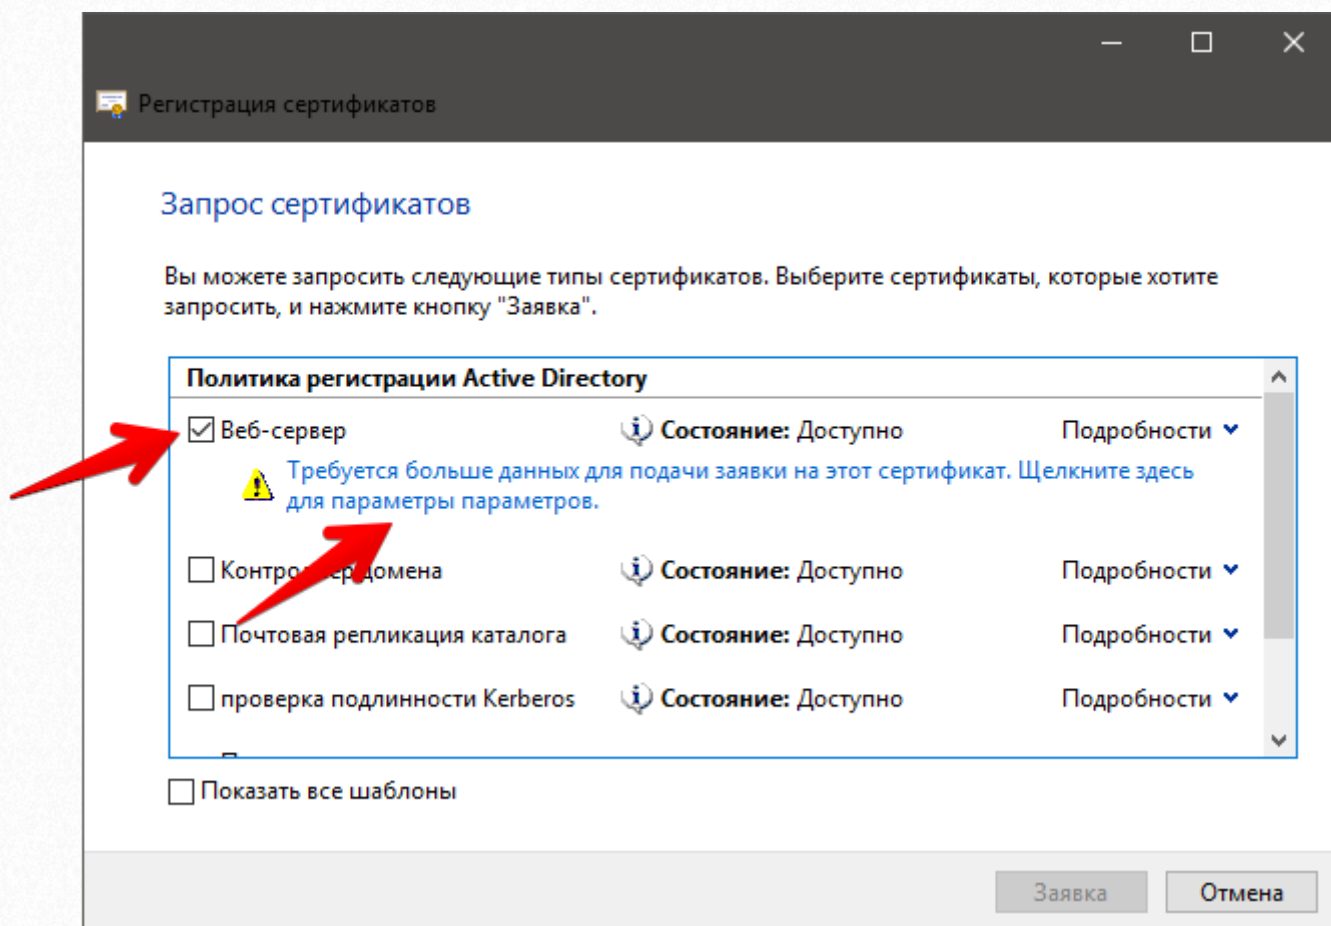 Регистрация сертификатов
Запрос сертификатов
Вы можете запросить следующие типы сертификатов. Выберите сертификаты, которые хотите
запросить, и нажмите кнопку "Заявка".
Политика регистрации Active Directory
Веб-сервер Состояние: Доступно Подробности
Требуется больше данных для подачи заявки на этот сертификат. Щелкните здесь
для параметры параметров.
домена Состояние: Доступно Подробности
Почтовая репликация каталога Состояние: Доступно Подробности
проверка подлинности Kerberos Состояние: Доступно Подробности
Показать все шаблоны
Заявка Отмена